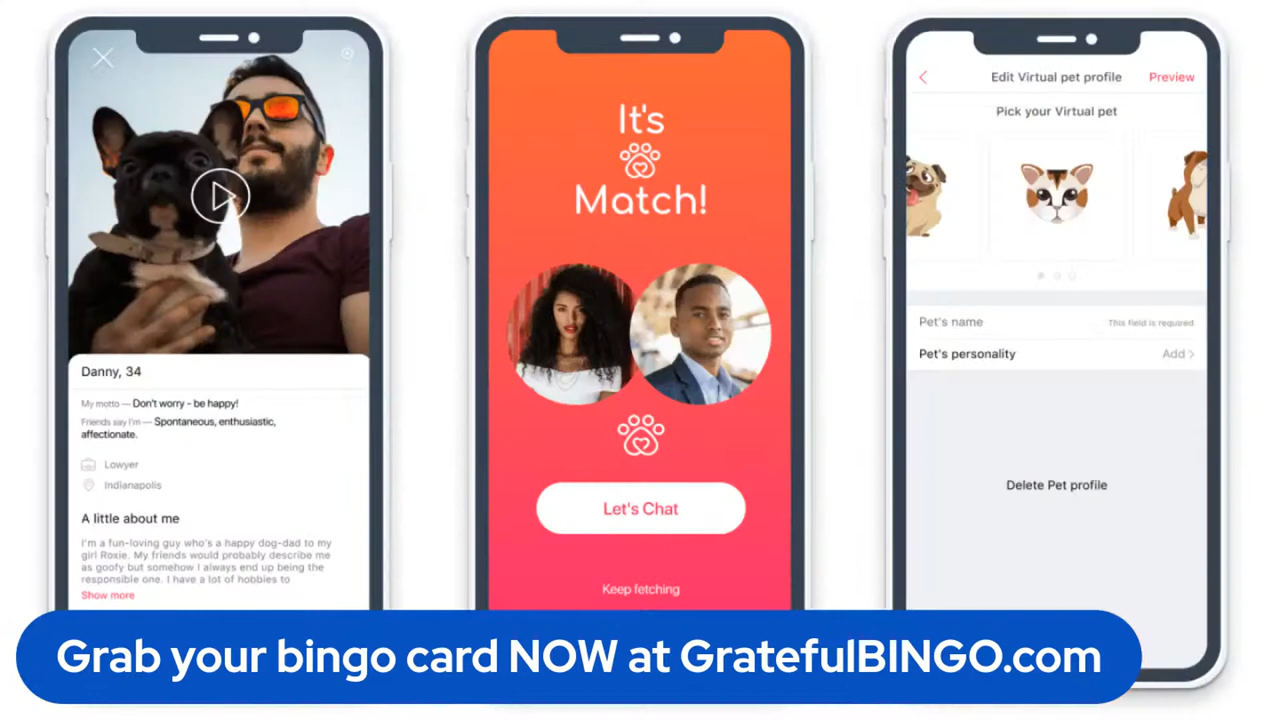 Danny, 34
My motto — Don't worry - be happy!
Friends say I'm — Spontaneous, enthusiastic,
affectionate.
Lowyer
Indianapolis
A little about me
I'm a fun-loving guy who's a happy dog-dad to my
girl Roxie. My friends would probably describe me
as goofy but somehow I always end up being the
responsible one. I have a lot of hobbies to
Show more
It's
Match!
Let's Chat
Keep fetching
Edit Virtual pet profile
Preview
Pick your Virtual pet
Pet's name
This field is required
Pet's personality
Add
Delete Pet profile
Grab your bingo card NOW at GratefulBINGO.com